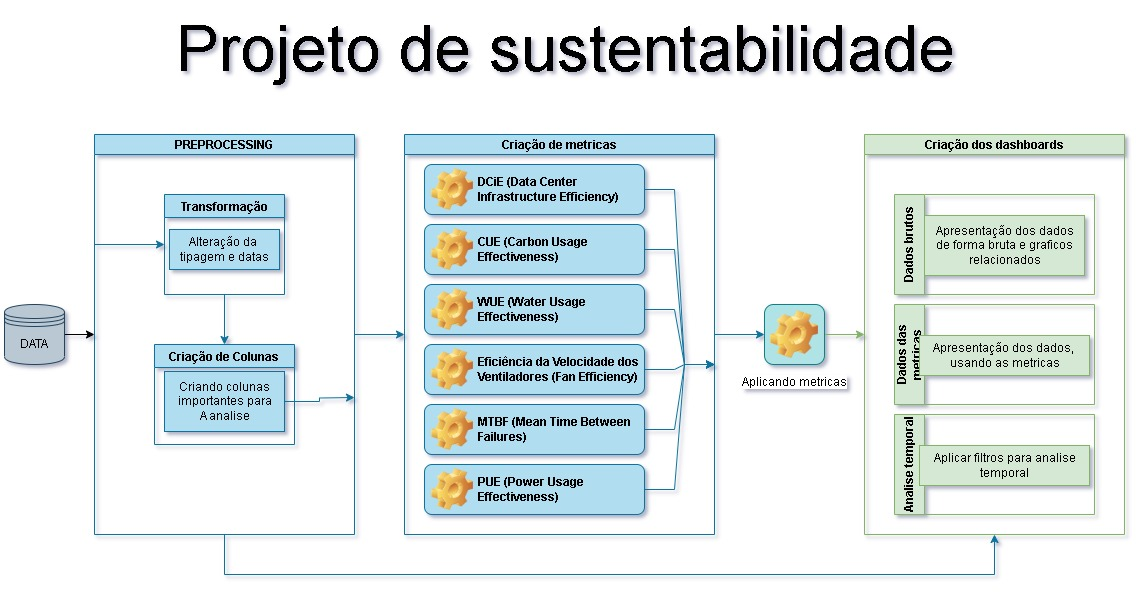 Projeto de sustentabilidade
PREPROCESSING
Transformação
Alteração da
tipagem e datas
DATA
Criação de Colunas
Criando colunas
importantes para
A analise
Criação de metricas
DCiE (Data Center
Infrastructure Efficiency)
CUE (Carbon Usage
Effectiveness)
WUE (Water Usage
Effectiveness)
Eficiência da Velocidade dos
Ventiladores (Fan Efficiency)
MTBF (Mean Time Between
Failures)
PUE (Power Usage
Effectiveness)
Aplicando metricas
Criação dos dashboards
Dados brutos
Apresentação dos dados
de forma bruta e graficos
relacionados
Dados das
metricas
Apresentação dos dados,
usando as metricas
Analise temporal
Aplicar filtros para analise
temporal